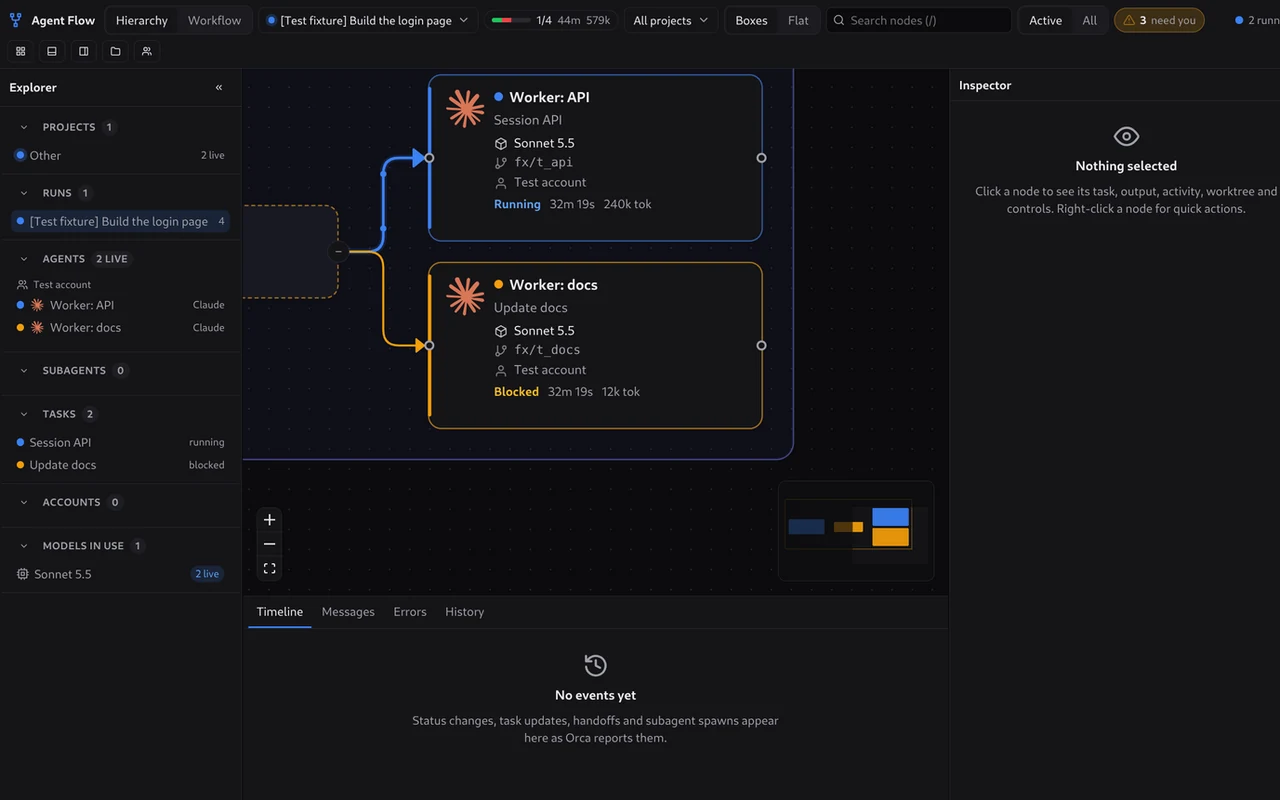 Agent Flow
Hierarchy
Workflow
[Test fixture] Build the login page
1/4 44m 579k
All projects
Boxes
Flat
Search nodes (/)
Active
All
3 need you
2 runn
Explorer
«
PROJECTS 1
Other 2 live
RUNS 1
[Test fixture] Build the login page 4
AGENTS 2 LIVE
Test account
Worker: API Claude
Worker: docs Claude
SUBAGENTS 0
TASKS 2
Session API running
Update docs blocked
ACCOUNTS 0
MODELS IN USE 1
Sonnet 5.5 2 live
Worker: API
Session API
Sonnet 5.5
fx/t_api
Test account
Running 32m 19s 240k tok
Worker: docs
Update docs
Sonnet 5.5
fx/t_docs
Test account
Blocked 32m 19s 12k tok
Timeline
Messages
Errors
History
No events yet
Status changes, task updates, handoffs and subagent spawns appear
here as Orca reports them.
Inspector
Nothing selected
Click a node to see its task, output, activity, worktree and
controls. Right-click a node for quick actions.